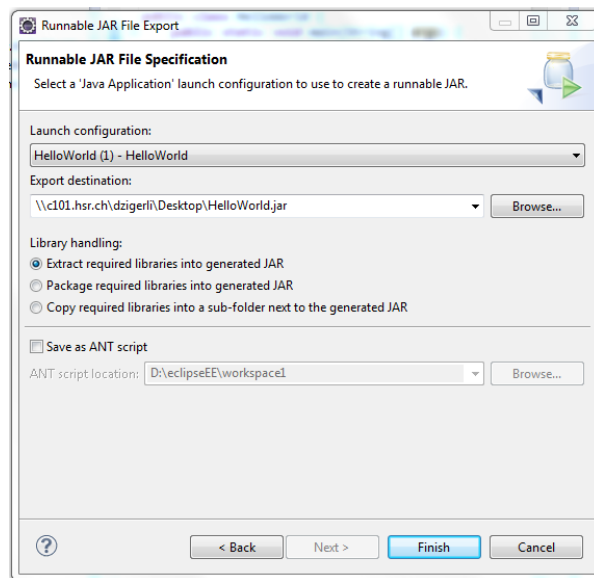 Runnable JAR File Export
Runnable JAR File Specification
Select a 'Java Application' launch configuration to use to create a runnable JAR.
Launch configuration:
HelloWorld (1) - HelloWorld
Export destination:
\\c101.hsr.ch\dzigerli\Desktop\HelloWorld.jar
Browse...
Library handling:
Extract required libraries into generated JAR
Package required libraries into generated JAR
Copy required libraries into a sub-folder next to the generated JAR
Save as ANT script
ANT script location: D:\eclipseEE\workspace1
Browse...
< Back Next > Finish Cancel